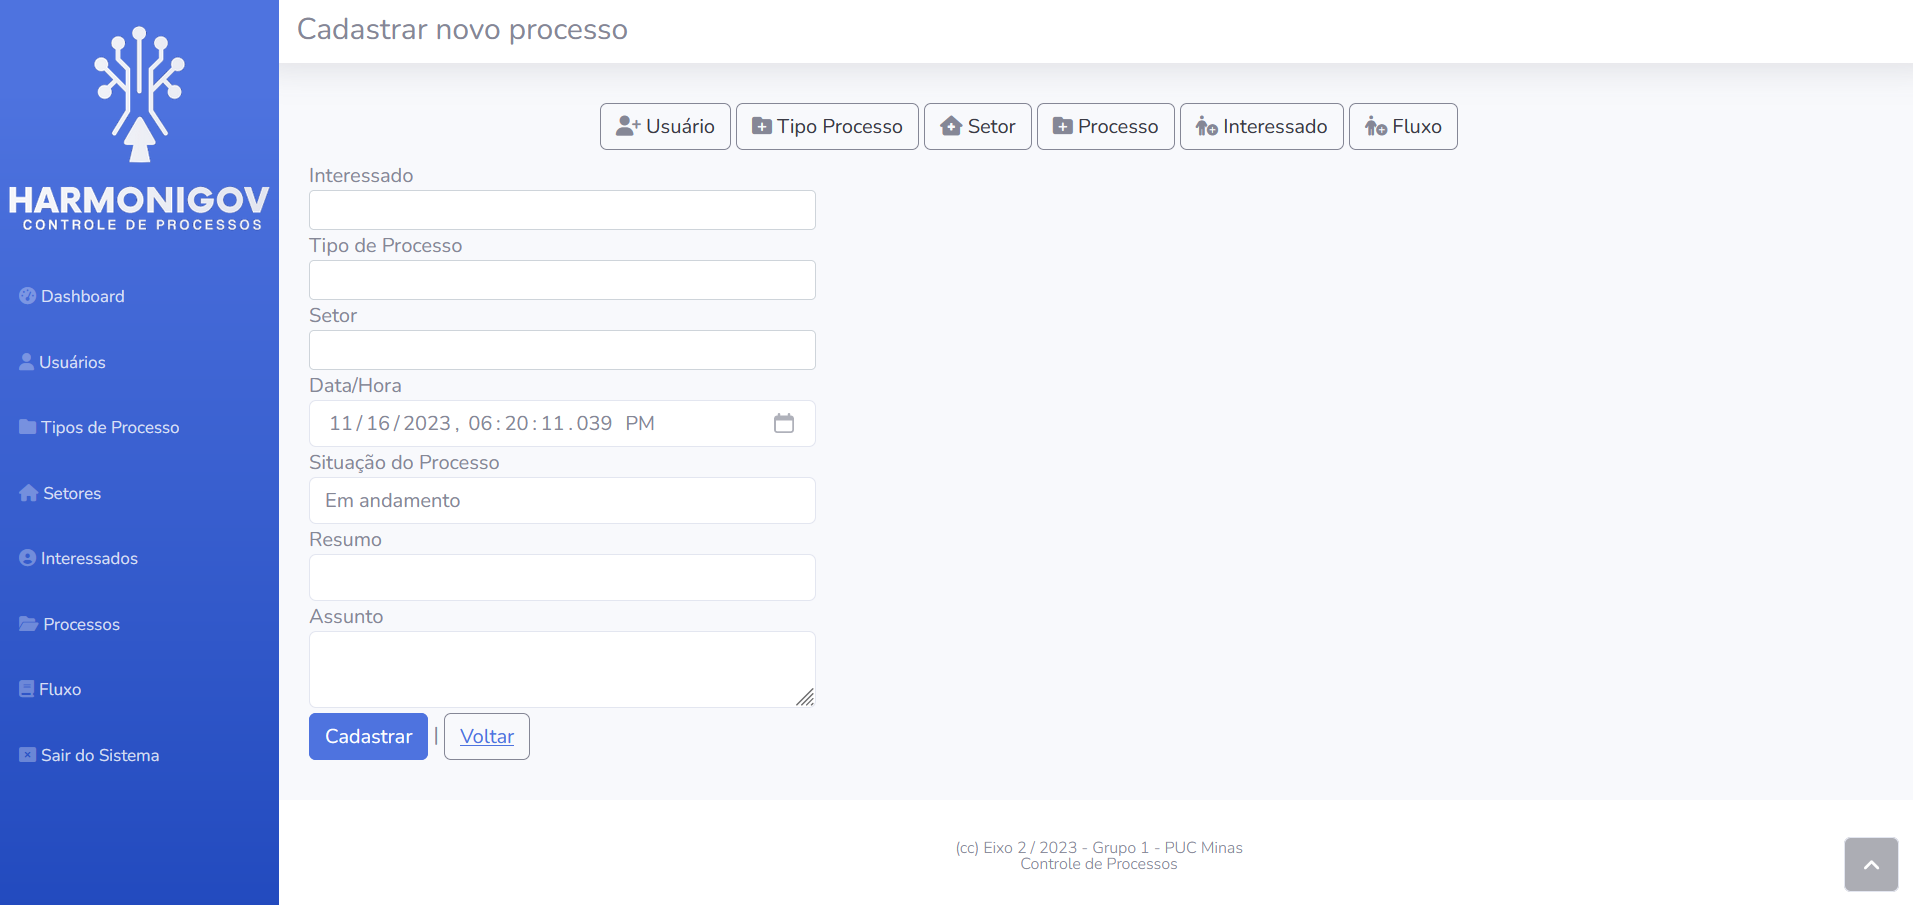 HARMONIGOV
CONTROLE DE PROCESSOS
Dashboard
Usuários
Tipos de Processo
Setores
Interessados
Processos
Fluxo
Sair do Sistema
Cadastrar novo processo
Usuário Tipo Processo Setor Processo Interessado Fluxo
Interessado
Tipo de Processo
Setor
Data/Hora
11/16/2023, 06:20:11.039 PM
Situação do Processo
Em andamento
Resumo
Assunto
Cadastrar | Voltar
(cc) Eixo 2 / 2023 - Grupo 1 - PUC Minas
Controle de Processos